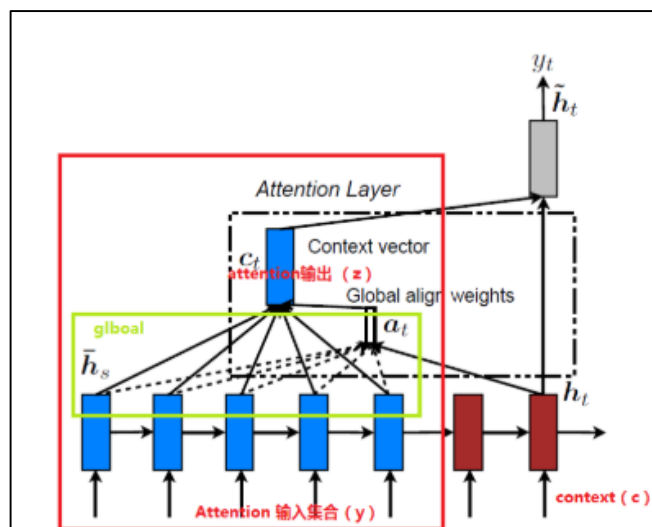 y_t
h̃_t
Attention Layer
c_t
Context vector
attention输出（z）
Global align weights
glboal
a_t
h̄_s
h_t
context（c）
Attention 输入集合（y）